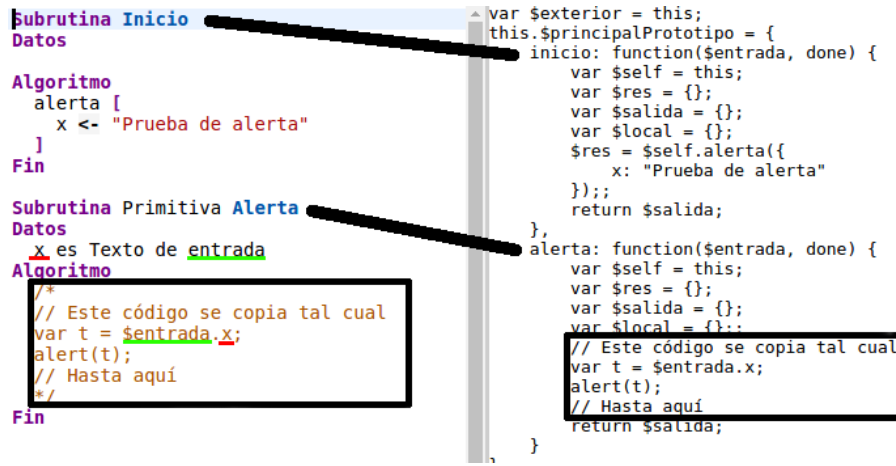 Subrutina Inicio
Datos
Algoritmo
alerta [
x <- "Prueba de alerta"
]
Fin
Subrutina Primitiva Alerta
Datos
x es Texto de entrada
Algoritmo
/*
// Este código se copia tal cual
var t = $entrada.x;
alert(t);
// Hasta aquí
*/
Fin
var $exterior = this;
this.$principalPrototipo = {
inicio: function($entrada, done) {
var $self = this;
var $res = {};
var $salida = {};
var $local = {};
$res = $self.alerta({
x: "Prueba de alerta"
});;
return $salida;
},
alerta: function($entrada, done) {
var $self = this;
var $res = {};
var $salida = {};
var $local = {};;
// Este código se copia tal cual
var t = $entrada.x;
alert(t);
// Hasta aquí
return $salida;
}
}